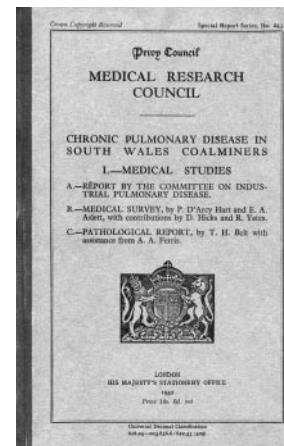 Crown Copyright Reserved
Special Report Series, No. 243
Privy Council
MEDICAL RESEARCH
COUNCIL
CHRONIC PULMONARY DISEASE IN
SOUTH WALES COALMINERS
I.—MEDICAL STUDIES
A.—REPORT BY THE COMMITTEE ON INDUS-
TRIAL PULMONARY DISEASE.
B.—MEDICAL SURVEY, by P. D'Arcy Hart and E. A.
Aslett, with contributions by D. Hicks and R. Yates.
C.—PATHOLOGICAL REPORT, by T. H. Belt with
assistance from A. A. Ferris.
LONDON
HIS MAJESTY'S STATIONERY OFFICE
Price
net
Universal Decimal Classification